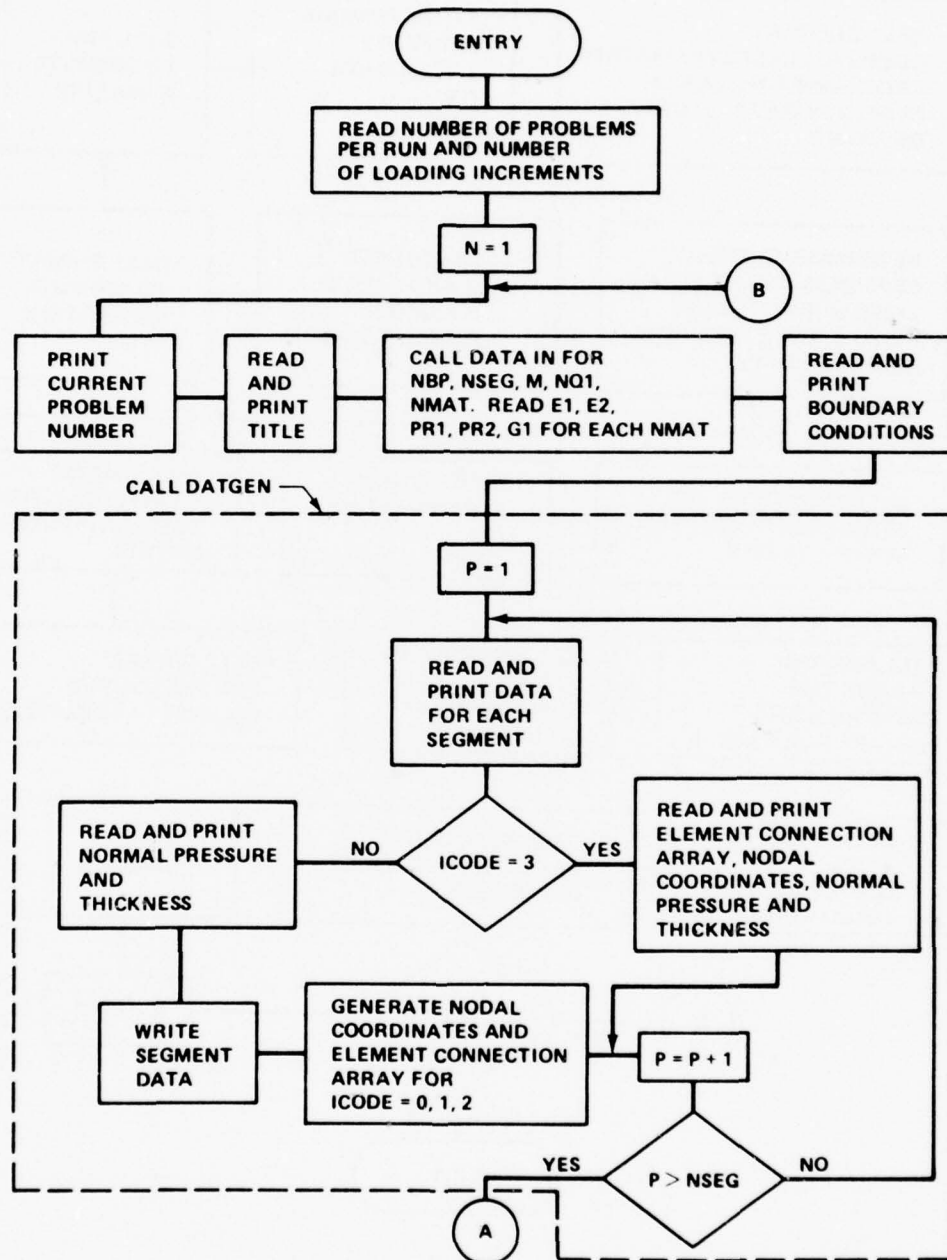 ENTRY
READ NUMBER OF PROBLEMS
PER RUN AND NUMBER
OF LOADING INCREMENTS
N = 1
B
PRINT
CURRENT
PROBLEM
NUMBER
READ
AND
PRINT
TITLE
CALL DATA IN FOR
NBP, NSEG, M, NQ1,
NMAT. READ E1, E2,
PR1, PR2, G1 FOR EACH NMAT
READ AND
PRINT
BOUNDARY
CONDITIONS
CALL DATGEN
P = 1
READ AND
PRINT DATA
FOR EACH
SEGMENT
ICODE = 3
NO
YES
READ AND PRINT
NORMAL PRESSURE
AND
THICKNESS
READ AND PRINT
ELEMENT CONNECTION
ARRAY, NODAL
COORDINATES, NORMAL
PRESSURE AND
THICKNESS
WRITE
SEGMENT
DATA
GENERATE NODAL
COORDINATES AND
ELEMENT CONNECTION
ARRAY FOR
ICODE = 0, 1, 2
P = P + 1
YES
P > NSEG
NO
A